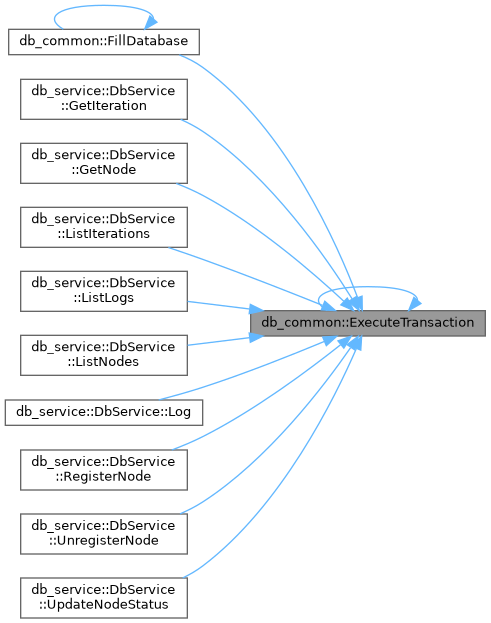 db_common::FillDatabase
db_service::DbService
::GetIteration
db_service::DbService
::GetNode
db_service::DbService
::ListIterations
db_service::DbService
::ListLogs
db_common::ExecuteTransaction
db_service::DbService
::ListNodes
db_service::DbService::Log
db_service::DbService
::RegisterNode
db_service::DbService
::UnregisterNode
db_service::DbService
::UpdateNodeStatus